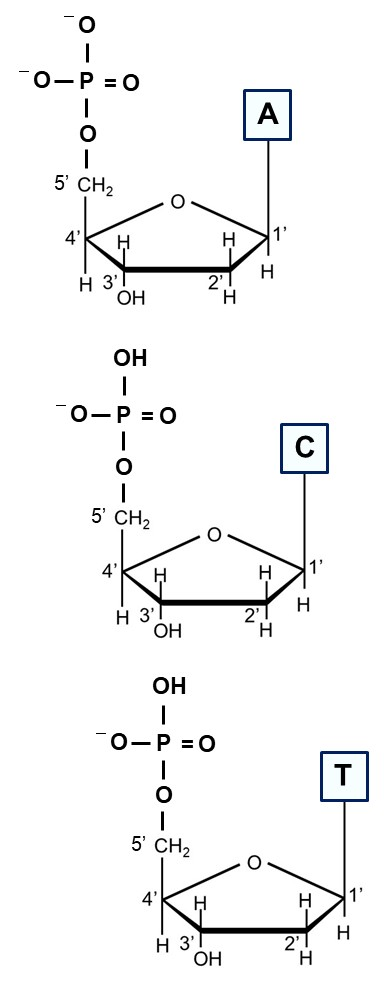 ⁻O
⁻O–P=O
O
A
5' CH₂
O
4' H H 1'
H 3' 2' H
OH H
OH
⁻O–P=O
O
C
5' CH₂
O
4' H H 1'
H 3' 2' H
OH H
OH
⁻O–P=O
O
T
5' CH₂
O
4' H H 1'
H 3' 2' H
OH H